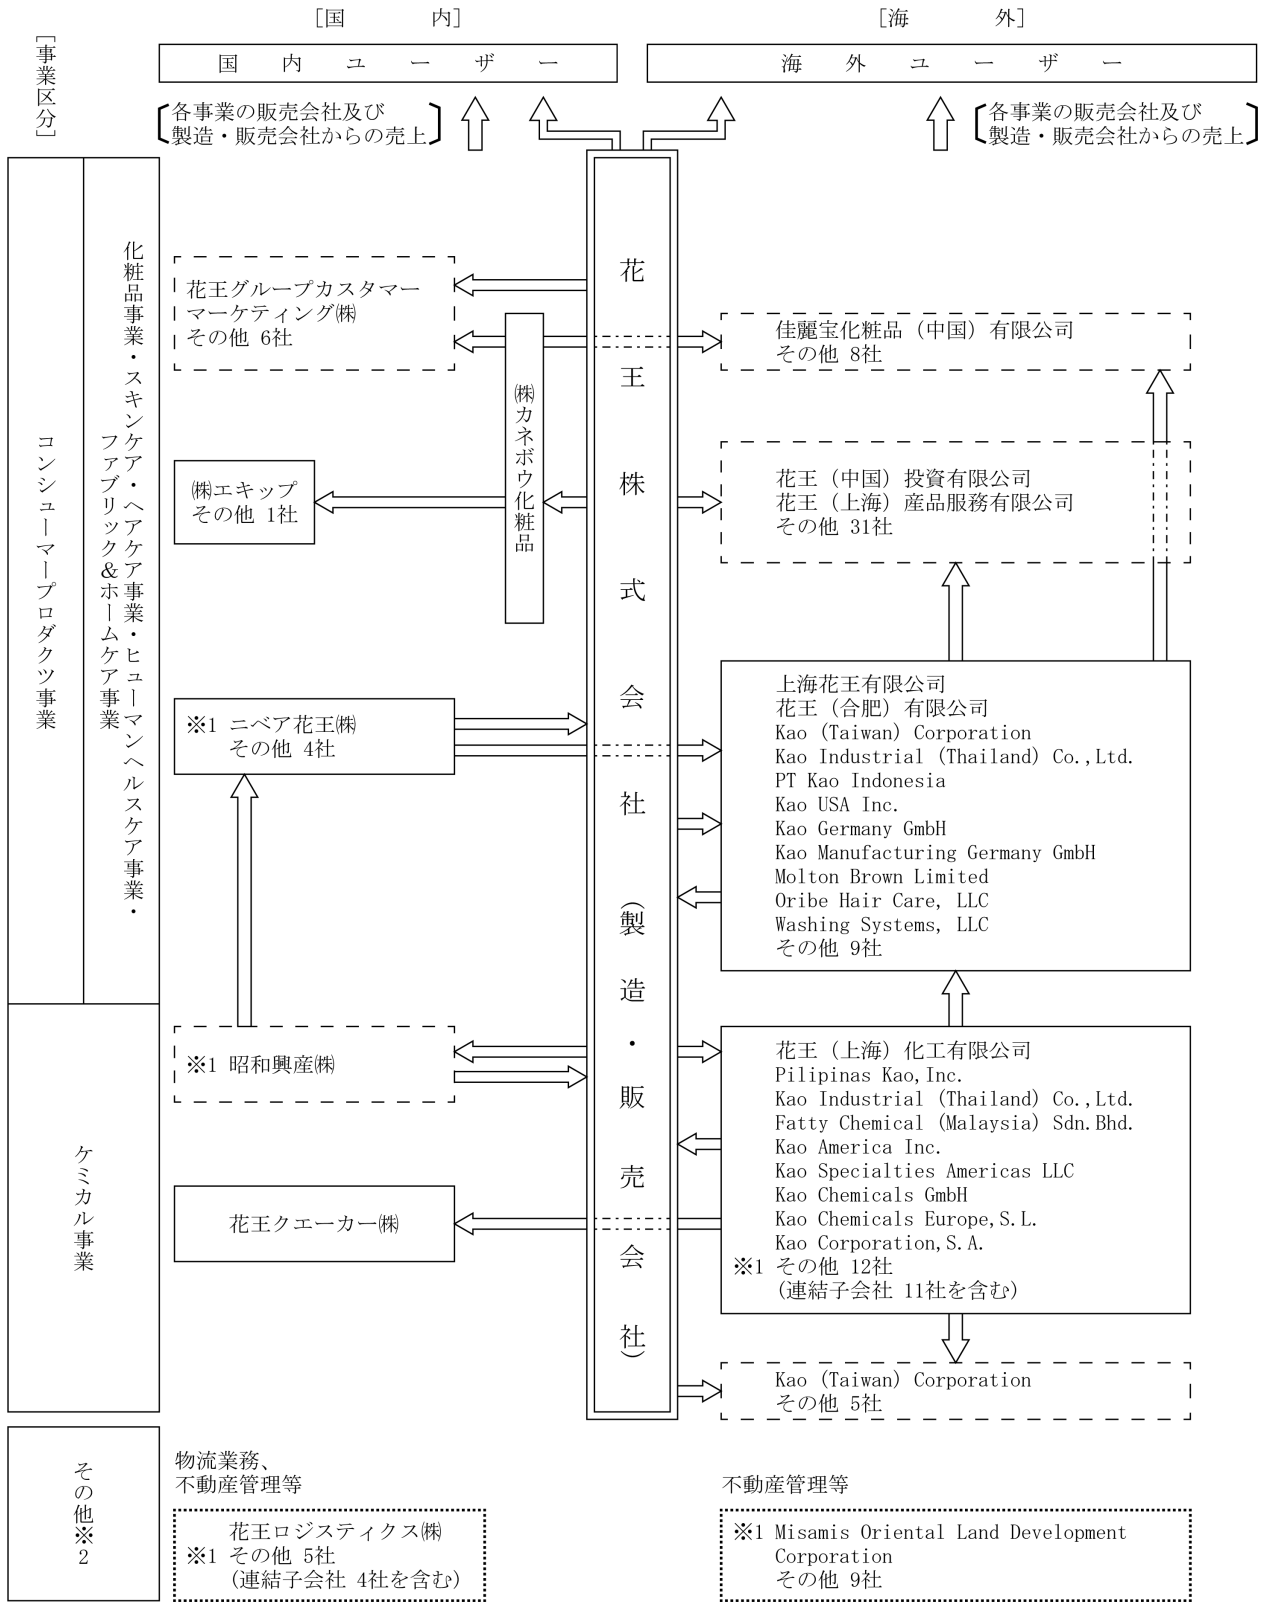 ［国　　　　内］
［海　　　　外］
［事業区分］
国　内　ユ　ー　ザ　ー
海　外　ユ　ー　ザ　ー
各事業の販売会社及び
製造・販売会社からの売上
各事業の販売会社及び
製造・販売会社からの売上
コンシューマープロダクツ事業
化粧品事業・スキンケア・ヘアケア事業・ヒューマンヘルスケア事業・
ファブリック＆ホームケア事業
花王グループカスタマー
マーケティング㈱
その他 6社
㈱カネボウ化粧品
㈱エキップ
その他 1社
※1 ニベア花王㈱
その他 4社
花王株式会社（製造・販売会社）
佳麗宝化粧品（中国）有限公司
その他 8社
花王（中国）投資有限公司
花王（上海）産品服務有限公司
その他 31社
上海花王有限公司
花王（合肥）有限公司
Kao (Taiwan) Corporation
Kao Industrial (Thailand) Co.,Ltd.
PT Kao Indonesia
Kao USA Inc.
Kao Germany GmbH
Kao Manufacturing Germany GmbH
Molton Brown Limited
Oribe Hair Care, LLC
Washing Systems, LLC
その他 9社
ケミカル事業
※1 昭和興産㈱
花王クエーカー㈱
花王（上海）化工有限公司
Pilipinas Kao,Inc.
Kao Industrial (Thailand) Co.,Ltd.
Fatty Chemical (Malaysia) Sdn.Bhd.
Kao America Inc.
Kao Specialties Americas LLC
Kao Chemicals GmbH
Kao Chemicals Europe,S.L.
Kao Corporation,S.A.
※1 その他 12社
(連結子会社 11社を含む)
Kao (Taiwan) Corporation
その他 5社
その他※2
物流業務、
不動産管理等
花王ロジスティクス㈱
※1 その他 5社
(連結子会社 4社を含む)
不動産管理等
※1 Misamis Oriental Land Development
Corporation
その他 9社